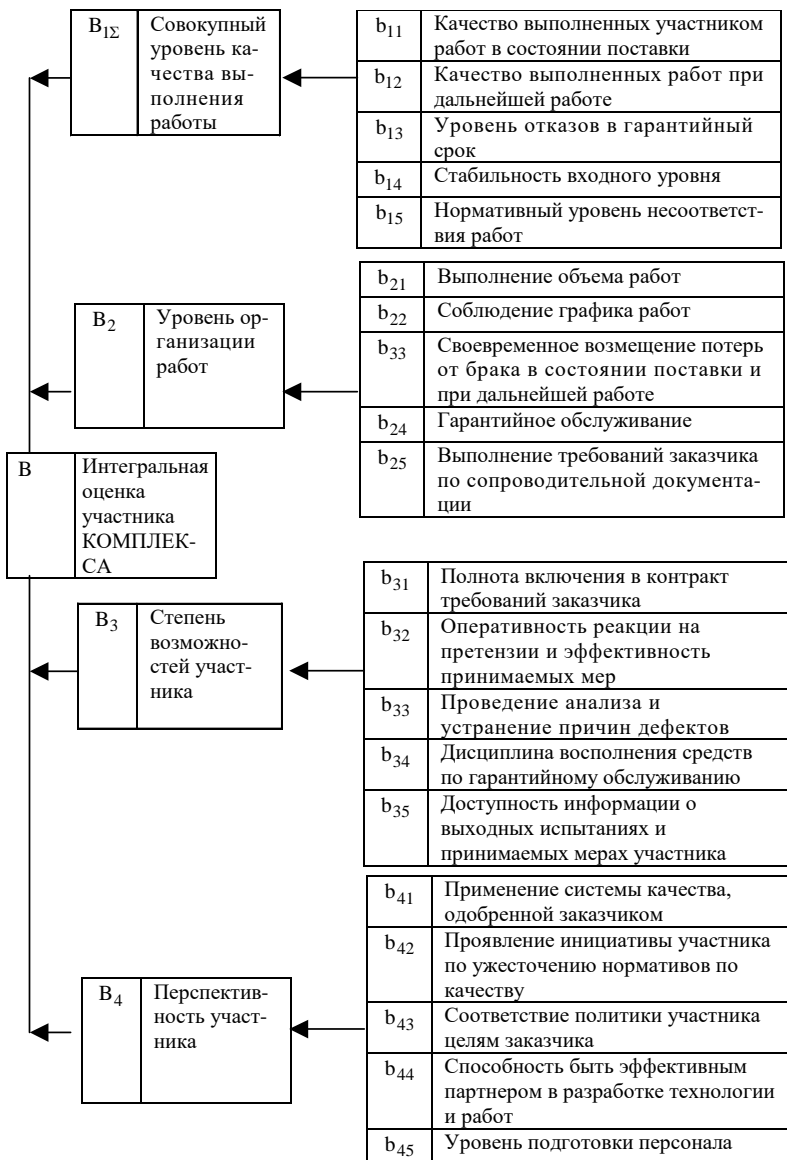 B1Σ
Совокупный
уровень ка-
чества вы-
полнения
работы
b11
Качество выполненных участником
работ в состоянии поставки
b12
Качество выполненных работ при
дальнейшей работе
b13
Уровень отказов в гарантийный
срок
b14
Стабильность входного уровня
b15
Нормативный уровень несоответст-
вия работ
B2
Уровень ор-
ганизации
работ
b21
Выполнение объема работ
b22
Соблюдение графика работ
b33
Своевременное возмещение потерь
от брака в состоянии поставки и
при дальнейшей работе
b24
Гарантийное обслуживание
b25
Выполнение требований заказчика
по сопроводительной документа-
ции
B
Интегральная
оценка
участника
КОМПЛЕК-
СА
B3
Степень
возможно-
стей участ-
ника
b31
Полнота включения в контракт
требований заказчика
b32
Оперативность реакции на
претензии и эффективность
принимаемых мер
b33
Проведение анализа и
устранение причин дефектов
b34
Дисциплина восполнения средств
по гарантийному обслуживанию
b35
Доступность информации о
выходных испытаниях и
принимаемых мерах участника
B4
Перспектив-
ность участ-
ника
b41
Применение системы качества,
одобренной заказчиком
b42
Проявление инициативы участника
по ужесточению нормативов по
качеству
b43
Соответствие политики участника
целям заказчика
b44
Способность быть эффективным
партнером в разработке технологии
и работ
b45
Уровень подготовки персонала